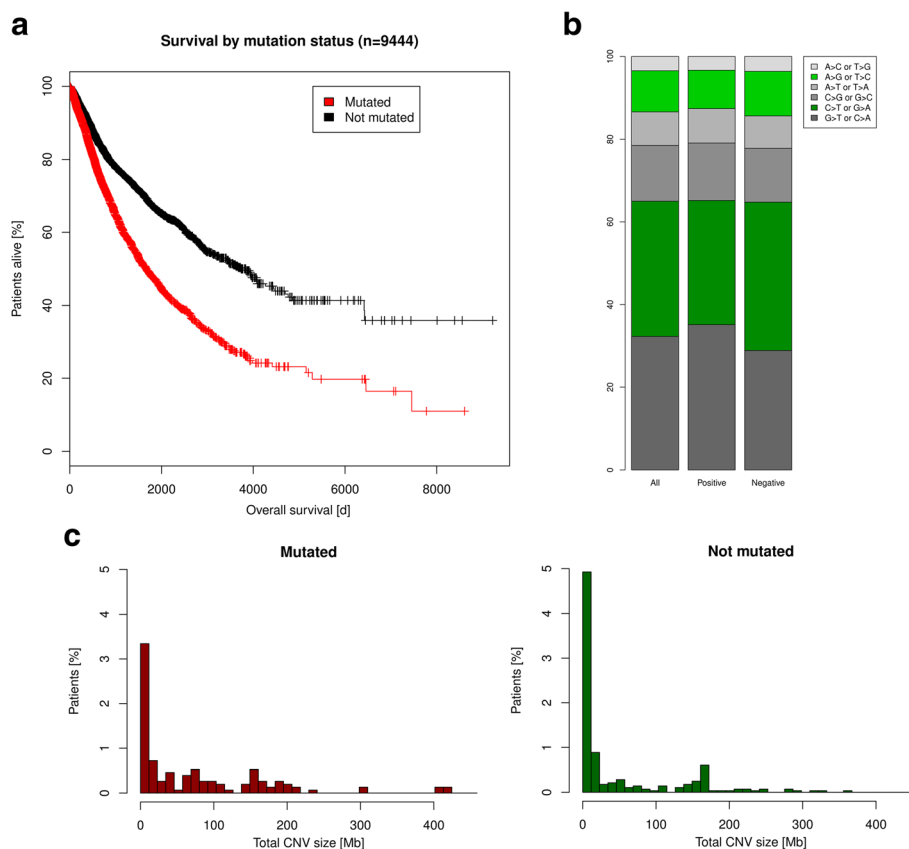 a
Survival by mutation status (n=9444)
Patients alive [%]
100
80
60
40
20
0
Mutated
Not mutated
0 2000 4000 6000 8000
Overall survival [d]
b
100
80
60
40
20
0
All Positive Negative
A>C or T>G
A>G or T>C
A>T or T>A
C>G or G>C
C>T or G>A
G>T or C>A
c
Mutated
Patients [%]
5
4
3
2
1
0
0 100 200 300 400
Total CNV size [Mb]
Not mutated
Patients [%]
5
4
3
2
1
0
0 100 200 300 400
Total CNV size [Mb]